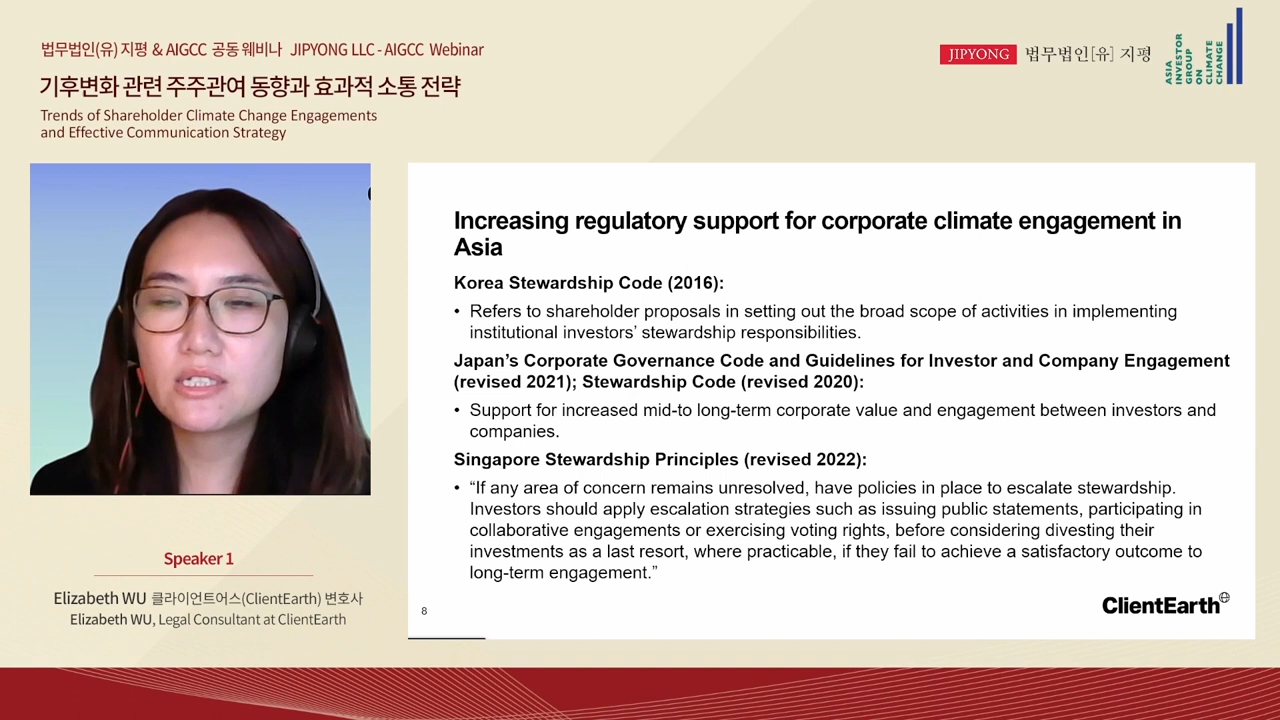 법무법인(유) 지평 & AIGCC 공동 웨비나 JIPYONG LLC - AIGCC Webinar
기후변화 관련 주주관여 동향과 효과적 소통 전략
Trends of Shareholder Climate Change Engagements
and Effective Communication Strategy
JIPYONG 법무법인[유] 지평
ASIA
INVESTOR
GROUP
ON
CLIMATE
CHANGE
Increasing regulatory support for corporate climate engagement in
Asia
Korea Stewardship Code (2016):
• Refers to shareholder proposals in setting out the broad scope of activities in implementing
institutional investors’ stewardship responsibilities.
Japan’s Corporate Governance Code and Guidelines for Investor and Company Engagement
(revised 2021); Stewardship Code (revised 2020):
• Support for increased mid-to long-term corporate value and engagement between investors and
companies.
Singapore Stewardship Principles (revised 2022):
• “If any area of concern remains unresolved, have policies in place to escalate stewardship.
Investors should apply escalation strategies such as issuing public statements, participating in
collaborative engagements or exercising voting rights, before considering divesting their
investments as a last resort, where practicable, if they fail to achieve a satisfactory outcome to
long-term engagement.”
8
ClientEarth
Speaker 1
Elizabeth WU 클라이언트어스(ClientEarth) 변호사
Elizabeth WU, Legal Consultant at ClientEarth